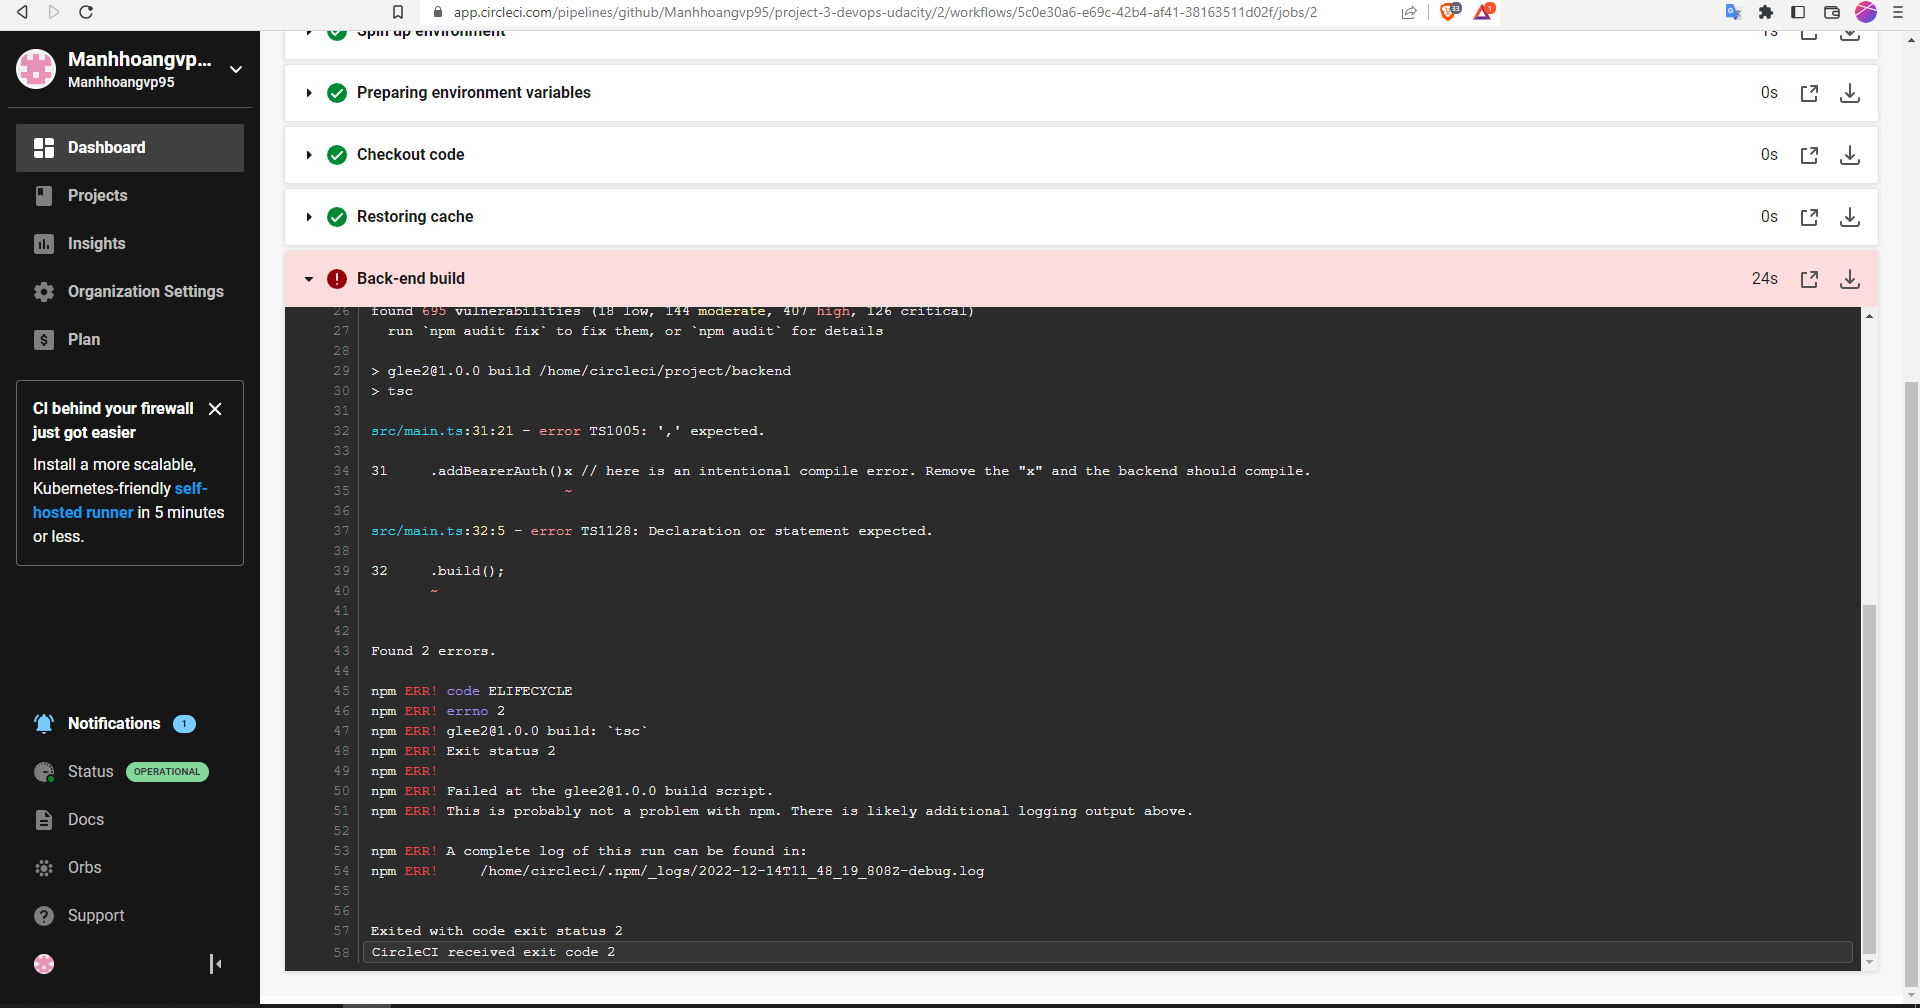 app.circleci.com/pipelines/github/Manhhoangvp95/project-3-devops-udacity/2/workflows/5c0e30a6-e69c-42b4-af41-38163511d02f/jobs/2
33
1
Manhhoangvp...
Manhhoangvp95
Dashboard
Projects
Insights
Organization Settings
Plan
CI behind your firewall
just got easier
Install a more scalable,
Kubernetes-friendly self-
hosted runner in 5 minutes
or less.
Notifications 1
Status OPERATIONAL
Docs
Orbs
Support
Spin up environment 1s
Preparing environment variables 0s
Checkout code 0s
Restoring cache 0s
Back-end build 24s
26 found 695 vulnerabilities (18 low, 144 moderate, 407 high, 126 critical)
27 run `npm audit fix` to fix them, or `npm audit` for details
28
29 > glee2@1.0.0 build /home/circleci/project/backend
30 > tsc
31
32 src/main.ts:31:21 - error TS1005: ',' expected.
33
34 31 .addBearerAuth()x // here is an intentional compile error. Remove the "x" and the backend should compile.
35 ~
36
37 src/main.ts:32:5 - error TS1128: Declaration or statement expected.
38
39 32 .build();
40 ~
41
42
43 Found 2 errors.
44
45 npm ERR! code ELIFECYCLE
46 npm ERR! errno 2
47 npm ERR! glee2@1.0.0 build: `tsc`
48 npm ERR! Exit status 2
49 npm ERR!
50 npm ERR! Failed at the glee2@1.0.0 build script.
51 npm ERR! This is probably not a problem with npm. There is likely additional logging output above.
52
53 npm ERR! A complete log of this run can be found in:
54 npm ERR! /home/circleci/.npm/_logs/2022-12-14T11_48_19_808Z-debug.log
55
56
57 Exited with code exit status 2
58 CircleCI received exit code 2